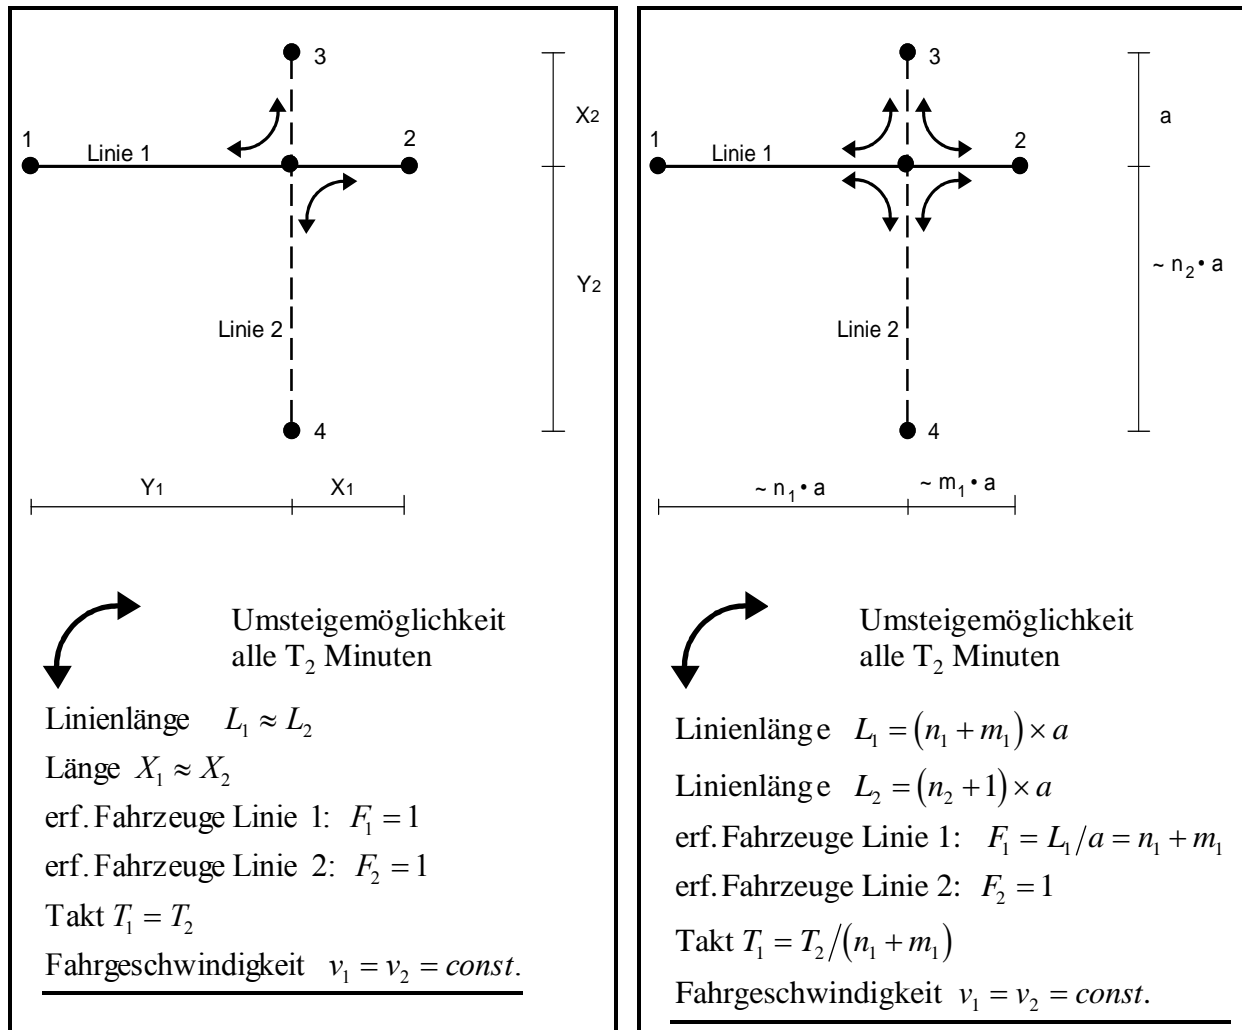 3
X2
1
2
Linie 1
Y2
Linie 2
4
Y1
X1
Umsteigemöglichkeit
alle T₂ Minuten
Linienlänge L₁ ≈ L₂
Länge X₁ ≈ X₂
erf. Fahrzeuge Linie 1: F₁ = 1
erf. Fahrzeuge Linie 2: F₂ = 1
Takt T₁ = T₂
Fahrgeschwindigkeit v₁ = v₂ = const.
3
a
1
2
Linie 1
~ n₂ • a
Linie 2
4
~ n₁ • a
~ m₁ • a
Umsteigemöglichkeit
alle T₂ Minuten
Linienlänge L₁ = (n₁ + m₁) × a
Linienlänge L₂ = (n₂ + 1) × a
erf. Fahrzeuge Linie 1: F₁ = L₁/a = n₁ + m₁
erf. Fahrzeuge Linie 2: F₂ = 1
Takt T₁ = T₂/(n₁ + m₁)
Fahrgeschwindigkeit v₁ = v₂ = const.